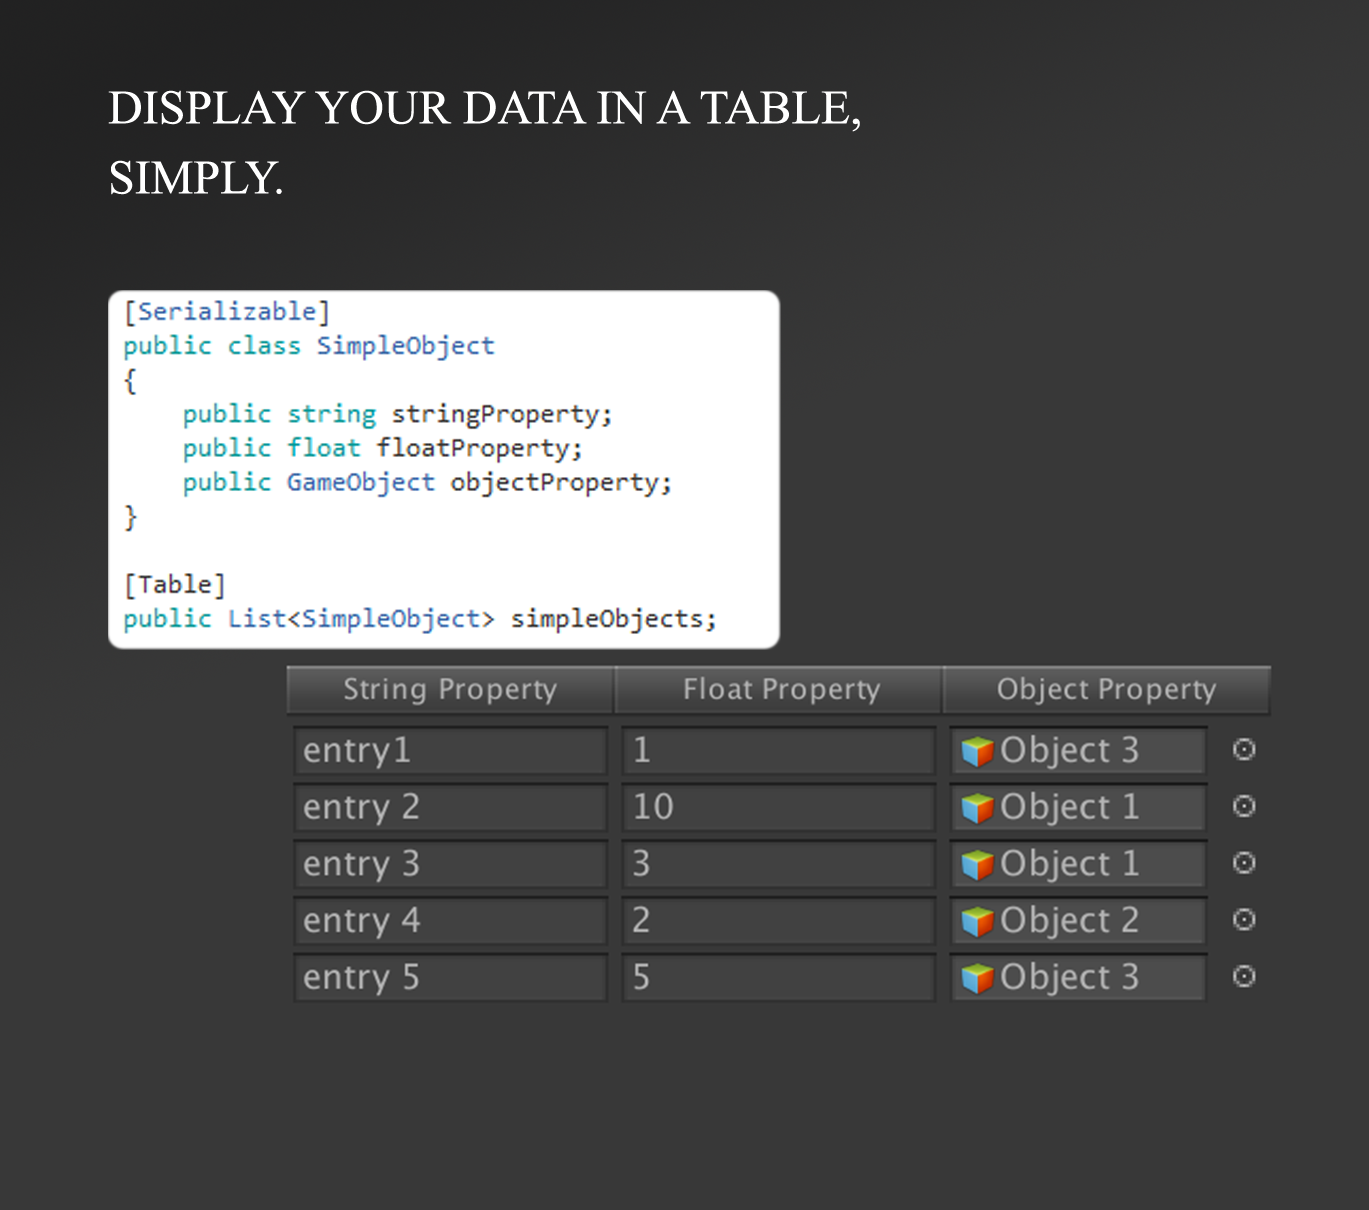 DISPLAY YOUR DATA IN A TABLE,
SIMPLY.
[Serializable]
public class SimpleObject
{
    public string stringProperty;
    public float floatProperty;
    public GameObject objectProperty;
}
[Table]
public List<SimpleObject> simpleObjects;
String Property Float Property Object Property
entry1 1 Object 3
entry 2 10 Object 1
entry 3 3 Object 1
entry 4 2 Object 2
entry 5 5 Object 3